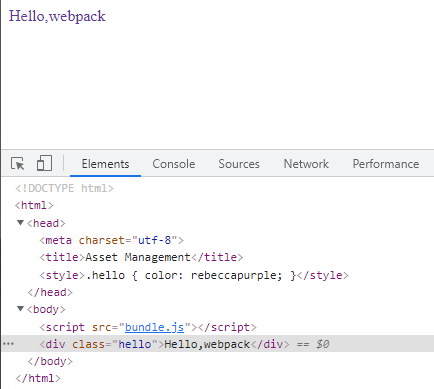 Hello,webpack
Elements Console Sources Network Performance
<!DOCTYPE html>
<html>
<head>
<meta charset="utf-8">
<title>Asset Management</title>
<style>.hello { color: rebeccapurple; }</style>
</head>
<body>
<script src="bundle.js"></script>
<div class="hello">Hello,webpack</div> == $0
</body>
</html>